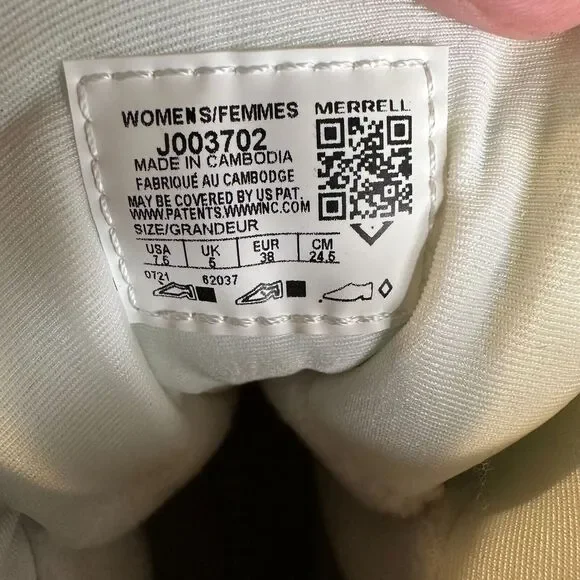 WOMENS/FEMMES MERRELL
J003702
MADE IN CAMBODIA
FABRIQUÉ AU CAMBODGE
MAY BE COVERED BY US PAT.
WWW.PATENTS.WWWINC.COM
SIZE/GRANDEUR
USA UK EUR CM
7.5 5 38 24.5
0721 62037